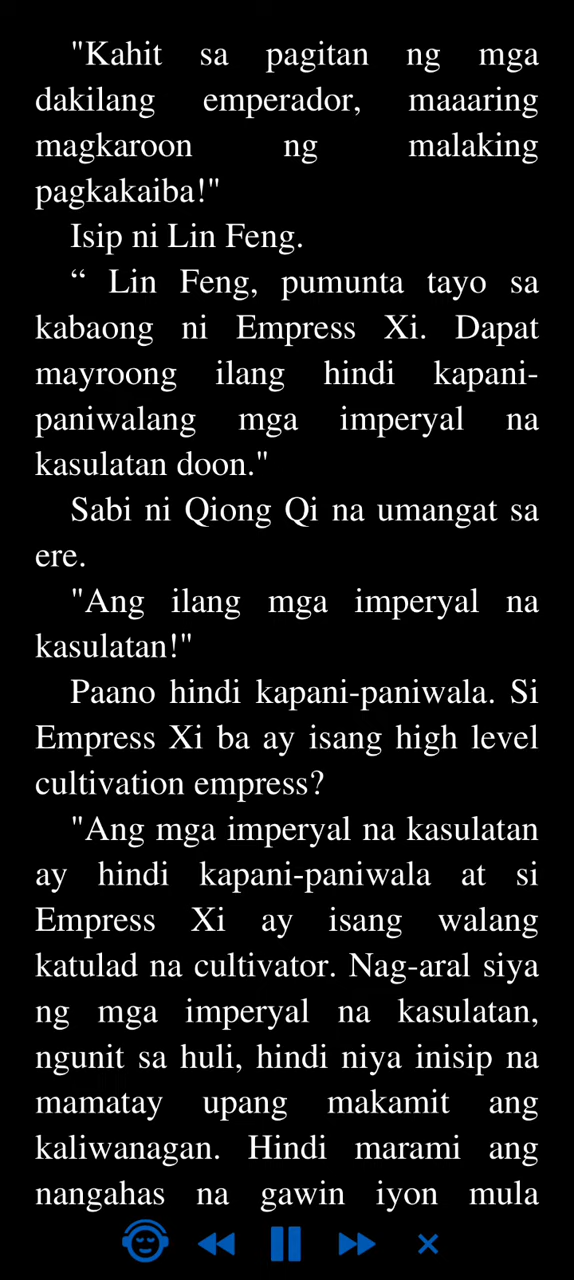 "Kahit sa pagitan ng mga
dakilang emperador, maaaring
magkaroon ng malaking
pagkakaiba!"
Isip ni Lin Feng.
“ Lin Feng, pumunta tayo sa
kabaong ni Empress Xi. Dapat
mayroong ilang hindi kapani-
paniwalang mga imperyal na
kasulatan doon."
Sabi ni Qiong Qi na umangat sa
ere.
"Ang ilang mga imperyal na
kasulatan!"
Paano hindi kapani-paniwala. Si
Empress Xi ba ay isang high level
cultivation empress?
"Ang mga imperyal na kasulatan
ay hindi kapani-paniwala at si
Empress Xi ay isang walang
katulad na cultivator. Nag-aral siya
ng mga imperyal na kasulatan,
ngunit sa huli, hindi niya inisip na
mamatay upang makamit ang
kaliwanagan. Hindi marami ang
nangahas na gawin iyon mula